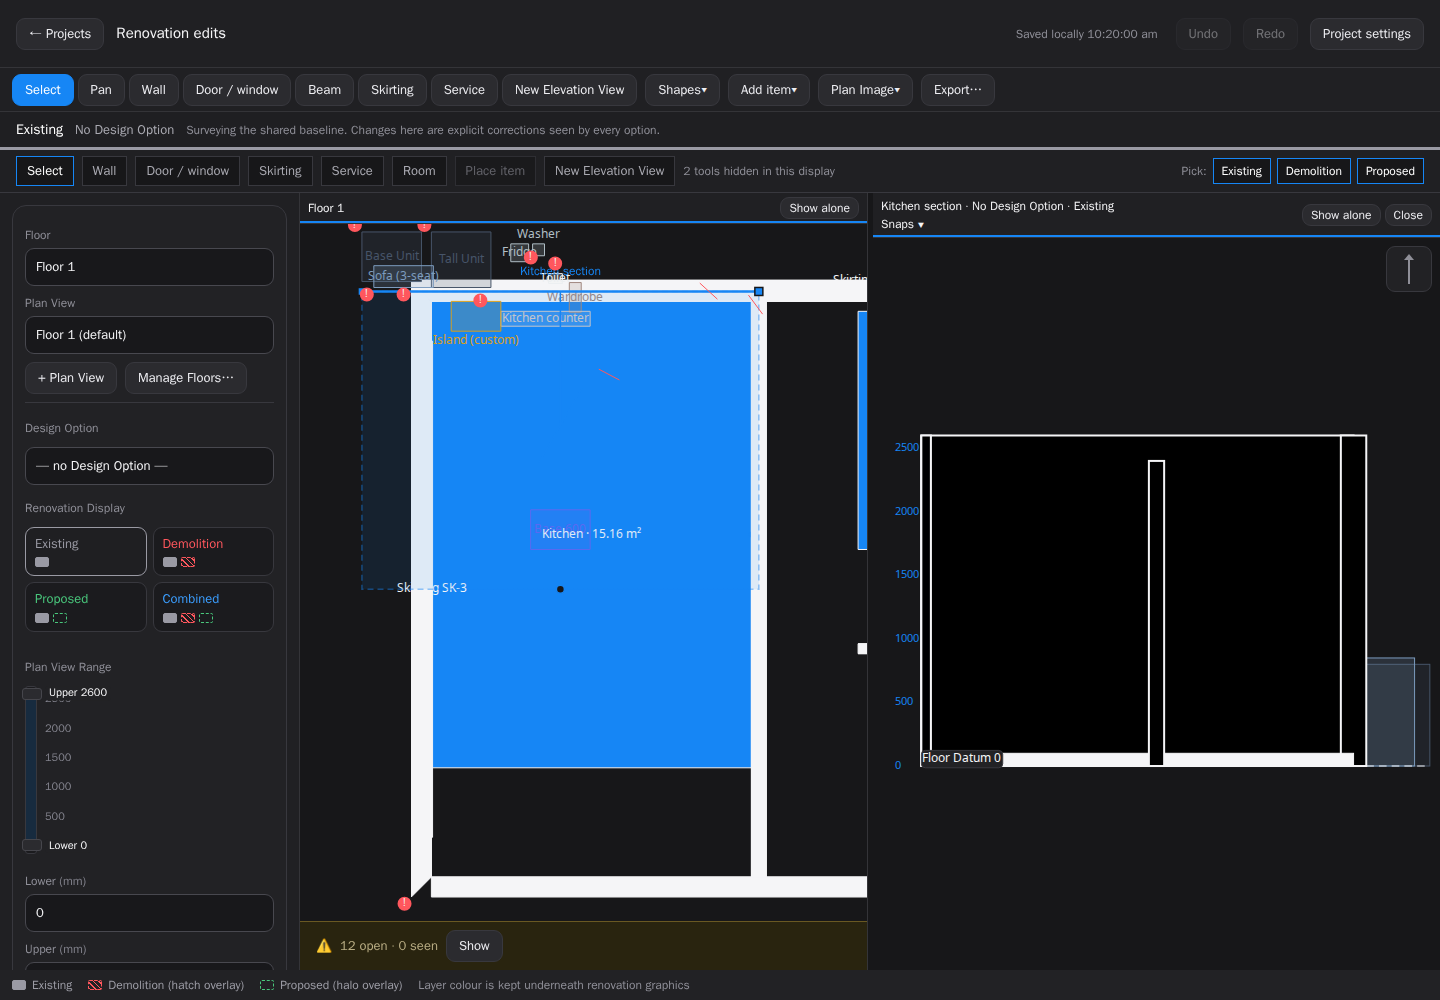 ← Projects
Renovation edits
Saved locally 10:20:00 am
Undo
Redo
Project settings
Select
Pan
Wall
Door / window
Beam
Skirting
Service
New Elevation View
Shapes▾
Add item▾
Plan Image▾
Export···
Existing No Design Option Surveying the shared baseline. Changes here are explicit corrections seen by every option.
Select
Wall
Door / window
Skirting
Service
Room
Place item
New Elevation View
2 tools hidden in this display
Pick:
Existing
Demolition
Proposed
Floor
Floor 1
Plan View
Floor 1 (default)
+ Plan View
Manage Floors···
Design Option
— no Design Option —
Renovation Display
Existing
Demolition
Proposed
Combined
Plan View Range
Upper 2600
2000
1500
1000
500
Lower 0
Lower (mm)
0
Upper (mm)
Floor 1
Show alone
Washer
Base Unit
Tall Unit
Fridge
Sofa (3-seat)
Kitchen section
Toilet
Wardrobe
Kitchen counter
Island (custom)
Kitchen · 15.16 m²
SK-3
⚠️ 12 open · 0 seen
Show
Kitchen section · No Design Option · Existing
Snaps ▾
Show alone
Close
2500
2000
1500
1000
500
0
Floor Datum 0
Existing
Demolition (hatch overlay)
Proposed (halo overlay)
Layer colour is kept underneath renovation graphics